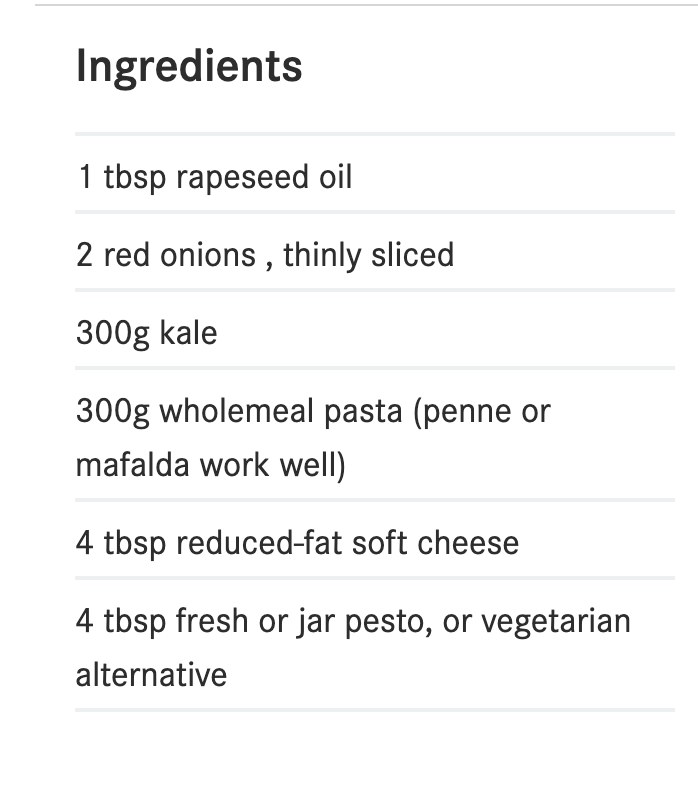 Ingredients
1 tbsp rapeseed oil
2 red onions , thinly sliced
300g kale
300g wholemeal pasta (penne or
mafalda work well)
4 tbsp reduced-fat soft cheese
4 tbsp fresh or jar pesto, or vegetarian
alternative